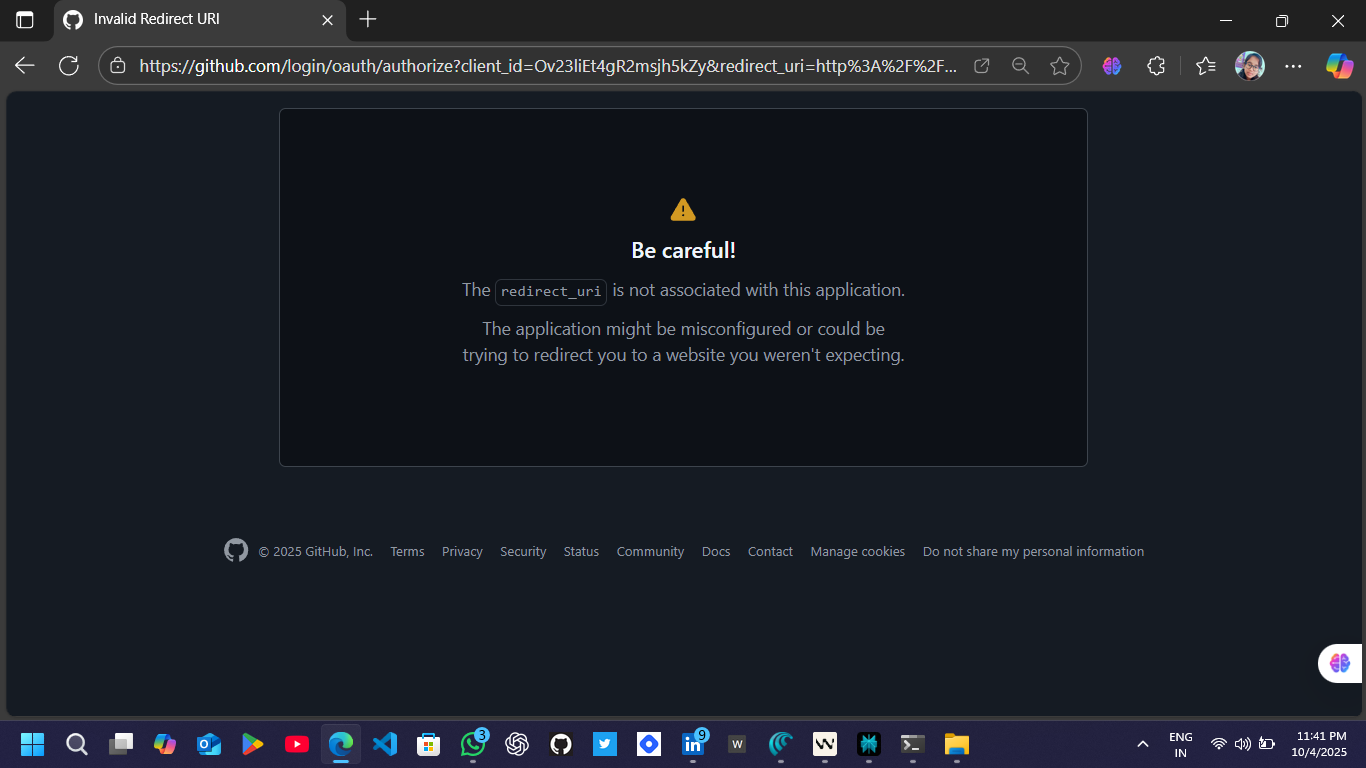 Invalid Redirect URI
https://github.com/login/oauth/authorize?client_id=Ov23liEt4gR2msjh5kZy&redirect_uri=http%3A%2F%2F...
Be careful!
The redirect_uri is not associated with this application.
The application might be misconfigured or could be
trying to redirect you to a website you weren't expecting.
© 2025 GitHub, Inc. Terms Privacy Security Status Community Docs Contact Manage cookies Do not share my personal information
3
9
W
ENG
IN
11:41 PM
10/4/2025